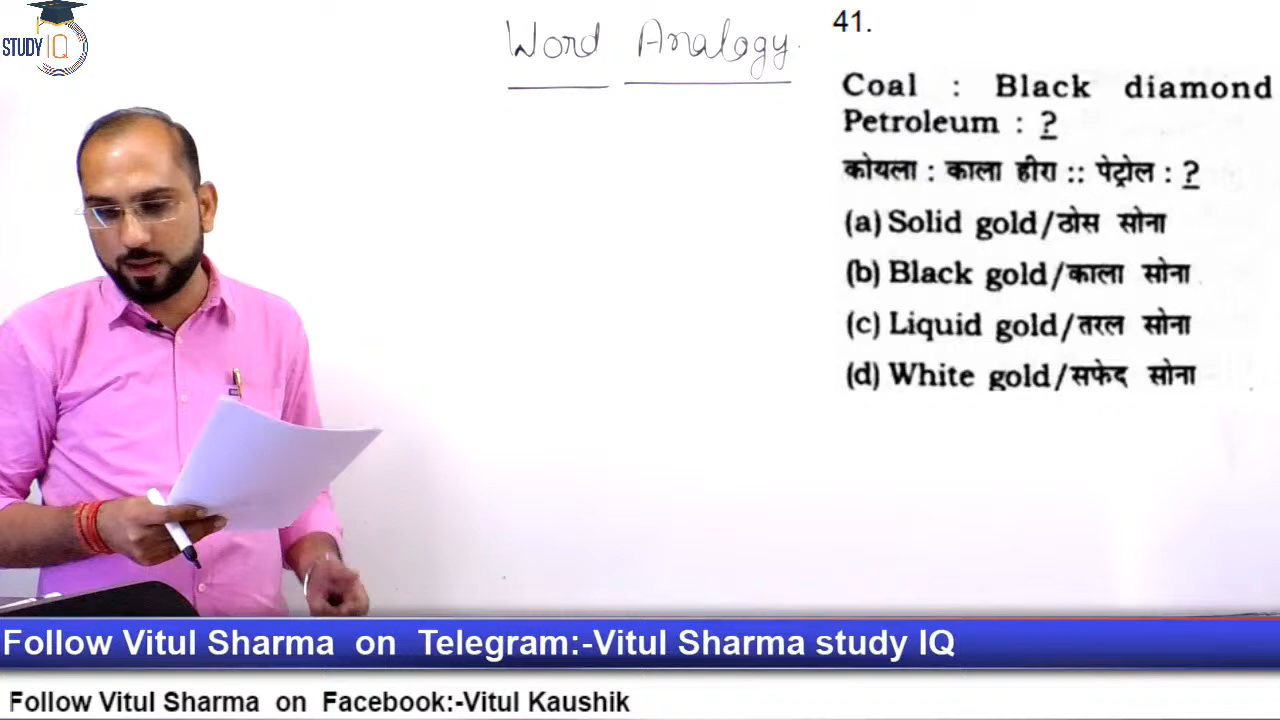 STUDY IQ
Word Analogy.
41.
Coal : Black diamond
Petroleum : ?
कोयला : काला हीरा :: पेट्रोल : ?
(a) Solid gold/ठोस सोना
(b) Black gold/काला सोना
(c) Liquid gold/तरल सोना
(d) White gold/सफेद सोना
Follow Vitul Sharma on Telegram:-Vitul Sharma study IQ
Follow Vitul Sharma on Facebook:-Vitul Kaushik